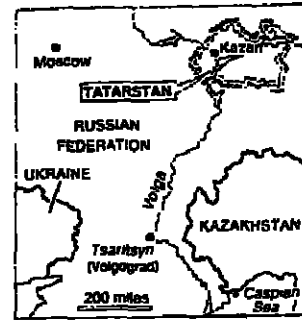 Moscow
Kazan
TATARSTAN
RUSSIAN
FEDERATION
UKRAINE
Volga
KAZAKHSTAN
Tsaritsyn
(Volgograd)
200 miles
Caspian
Sea